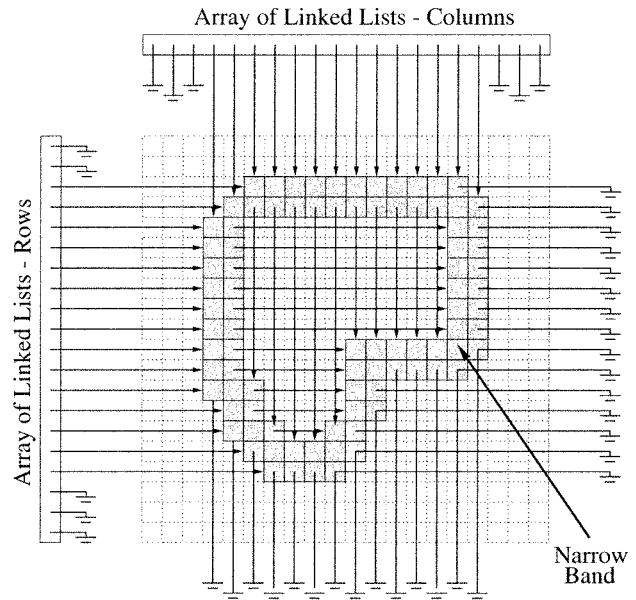 Array of Linked Lists - Columns
Array of Linked Lists - Rows
Narrow
Band